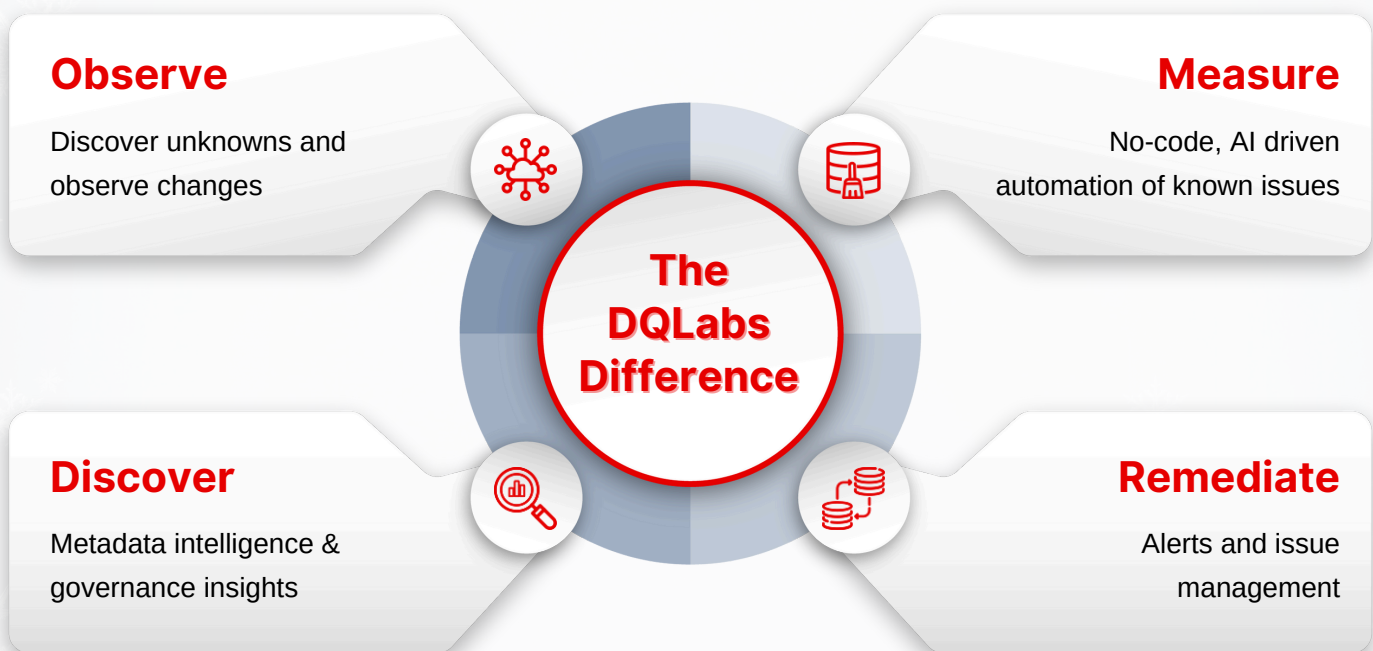 Observe
Discover unknowns and
observe changes
Measure
No-code, AI driven
automation of known issues
The
DQLabs
Difference
Discover
Metadata intelligence &
governance insights
Remediate
Alerts and issue
management